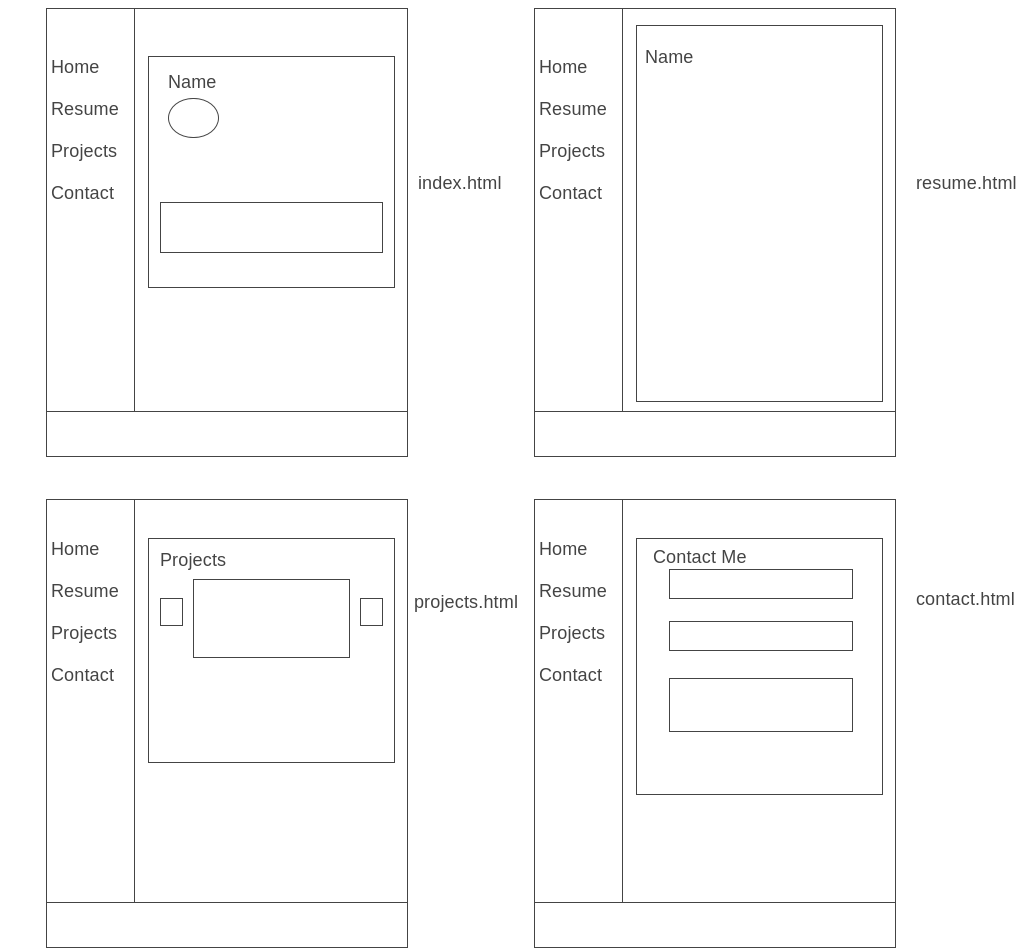 Home
Resume
Projects
Contact
Name
index.html
Home
Resume
Projects
Contact
Name
resume.html
Home
Resume
Projects
Contact
Projects
projects.html
Home
Resume
Projects
Contact
Contact Me
contact.html